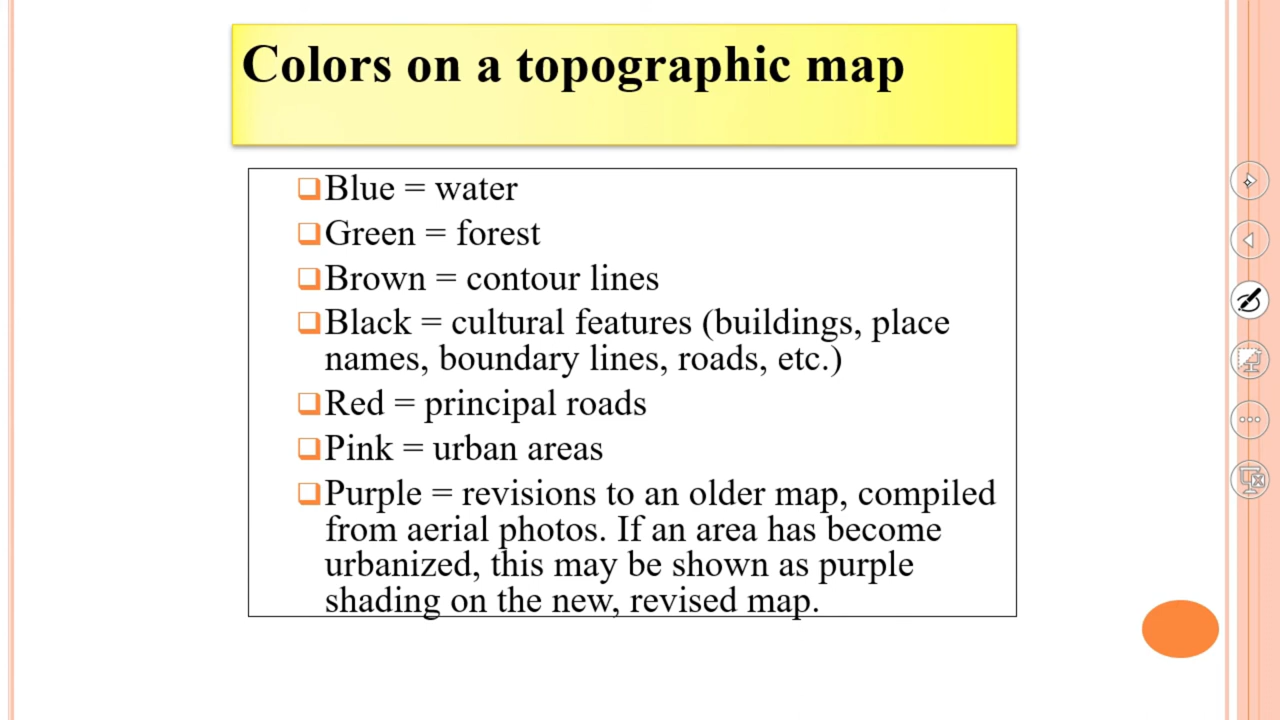 Colors on a topographic map
Blue = water
Green = forest
Brown = contour lines
Black = cultural features (buildings, place
names, boundary lines, roads, etc.)
Red = principal roads
Pink = urban areas
Purple = revisions to an older map, compiled
from aerial photos. If an area has become
urbanized, this may be shown as purple
shading on the new, revised map.